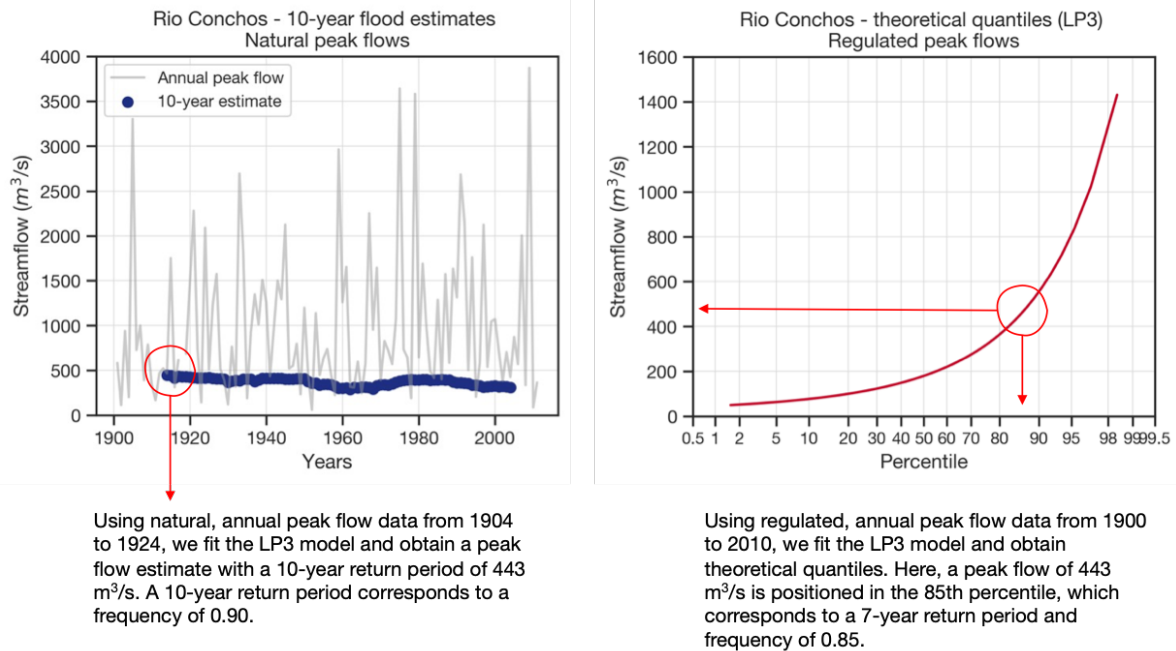 Rio Conchos - 10-year flood estimates
Natural peak flows
Streamflow (m³/s)
4000
3500
3000
2500
2000
1500
1000
500
0
Annual peak flow
10-year estimate
1900 1920 1940 1960 1980 2000
Years
Using natural, annual peak flow data from 1904
to 1924, we fit the LP3 model and obtain a peak
flow estimate with a 10-year return period of 443
m³/s. A 10-year return period corresponds to a
frequency of 0.90.
Rio Conchos - theoretical quantiles (LP3)
Regulated peak flows
Streamflow (m³/s)
1600
1400
1200
1000
800
600
400
200
0
0.5 1 2 5 10 20 30 40 50 60 70 80 90 95 98 99 99.5
Percentile
Using regulated, annual peak flow data from 1900
to 2010, we fit the LP3 model and obtain
theoretical quantiles. Here, a peak flow of 443
m³/s is positioned in the 85th percentile, which
corresponds to a 7-year return period and
frequency of 0.85.